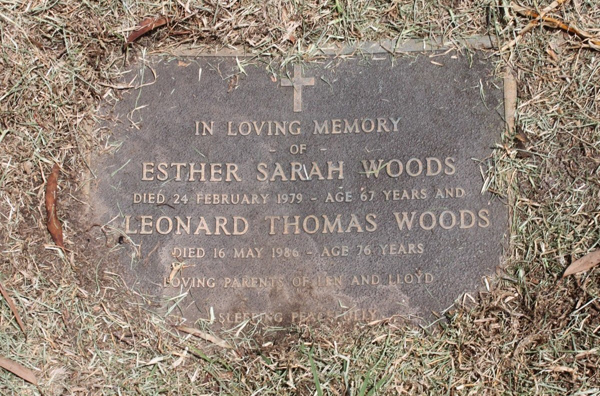 IN LOVING MEMORY
- OF -
ESTHER SARAH WOODS
DIED 24 FEBRUARY 1979 - AGE 67 YEARS AND
LEONARD THOMAS WOODS
DIED 16 MAY 1986 - AGE 76 YEARS
LOVING PARENTS OF LEN AND LLOYD
SLEEPING